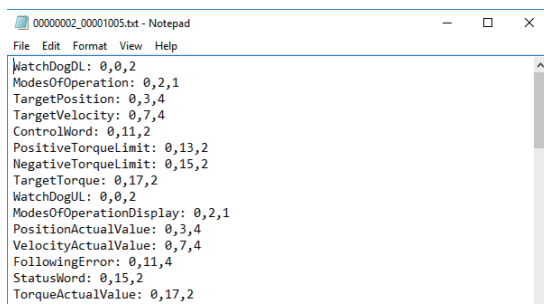 00000002_00001005.txt - Notepad
File Edit Format View Help
WatchDogDL: 0,0,2
ModesOfOperation: 0,2,1
TargetPosition: 0,3,4
TargetVelocity: 0,7,4
ControlWord: 0,11,2
PositiveTorqueLimit: 0,13,2
NegativeTorqueLimit: 0,15,2
TargetTorque: 0,17,2
WatchDogUL: 0,0,2
ModesOfOperationDisplay: 0,2,1
PositionActualValue: 0,3,4
VelocityActualValue: 0,7,4
FollowingError: 0,11,4
StatusWord: 0,15,2
TorqueActualValue: 0,17,2